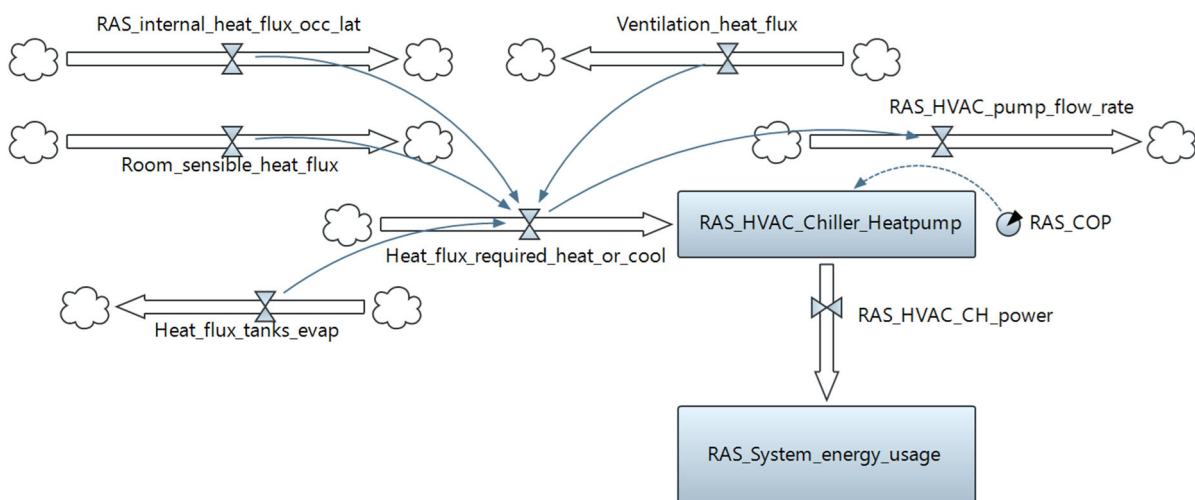 RAS_internal_heat_flux_occ_lat
Ventilation_heat_flux
RAS_HVAC_pump_flow_rate
Room_sensible_heat_flux
RAS_HVAC_Chiller_Heatpump
RAS_COP
Heat_flux_required_heat_or_cool
Heat_flux_tanks_evap
RAS_HVAC_CH_power
RAS_System_energy_usage